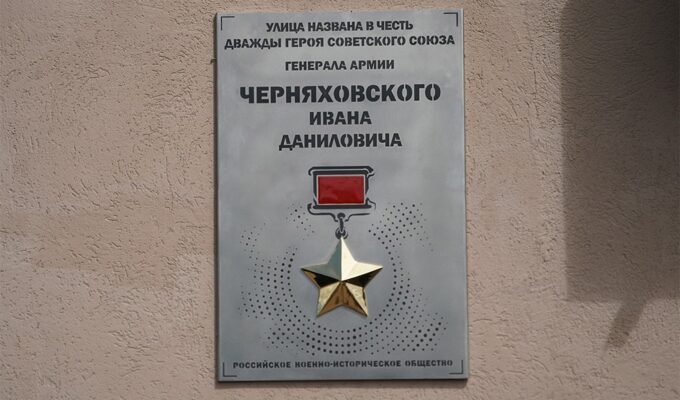 УЛИЦА НАЗВАНА В ЧЕСТЬ
ДВАЖДЫ ГЕРОЯ СОВЕТСКОГО СОЮЗА
ГЕНЕРАЛА АРМИИ
ЧЕРНЯХОВСКОГО
ИВАНА
ДАНИЛОВИЧА
РОССИЙСКОЕ ВОЕННО-ИСТОРИЧЕСКОЕ ОБЩЕСТВО